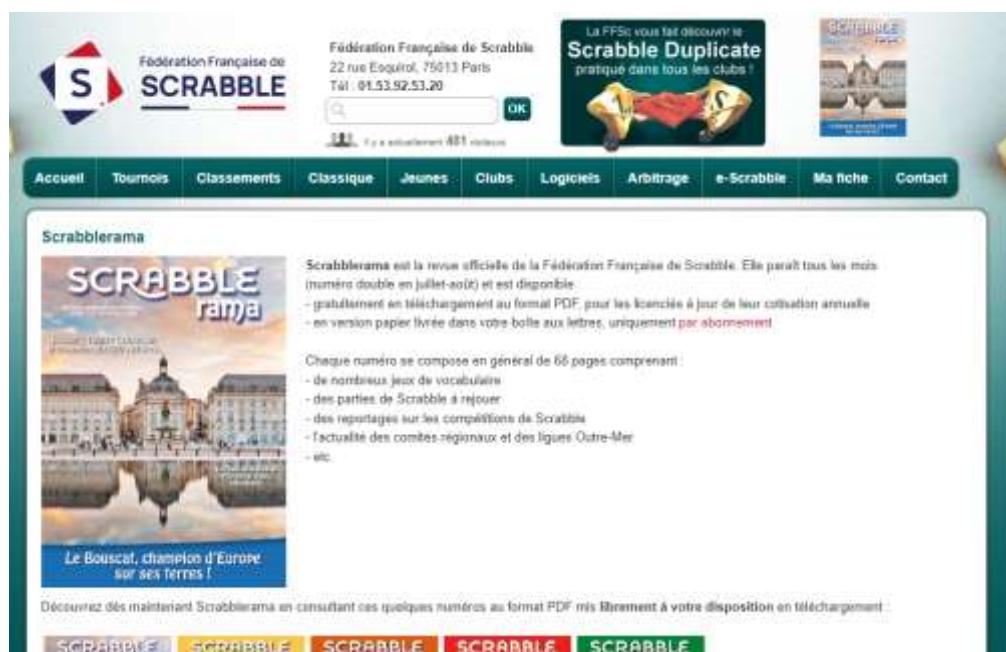 Fédération Française de
SCRABBLE
S
Fédération Française de Scrabble
22 rue Esquirol, 75013 Paris
Tél : 01.53.92.53.20
OK
Il y a actuellement 481 visiteurs
La FFSc vous fait découvrir le
Scrabble Duplicate
pratiqué dans tous les clubs !
SCRABBLE
rama
Accueil Tournois Classements Classique Jeunes Clubs Logiciels Arbitrage e-Scrabble Ma fiche Contact
Scrabblerama
SCRABBLE
rama
Le Bouscat, champion d'Europe
sur ses terres !
Scrabblerama est la revue officielle de la Fédération Française de Scrabble. Elle paraît tous les mois
(numéro double en juillet-août) et est disponible
- gratuitement en téléchargement au format PDF, pour les licenciés à jour de leur cotisation annuelle
- en version papier livrée dans votre boîte aux lettres, uniquement par abonnement
Chaque numéro se compose en général de 68 pages comprenant :
- de nombreux jeux de vocabulaire
- des parties de Scrabble à rejouer
- des reportages sur les compétitions de Scrabble
- l'actualité des comités régionaux et des ligues Outre-Mer
- etc.
Découvrez dès maintenant Scrabblerama en consultant ces quelques numéros au format PDF mis librement à votre disposition en téléchargement :
SCRABBLE SCRABBLE SCRABBLE SCRABBLE SCRABBLE